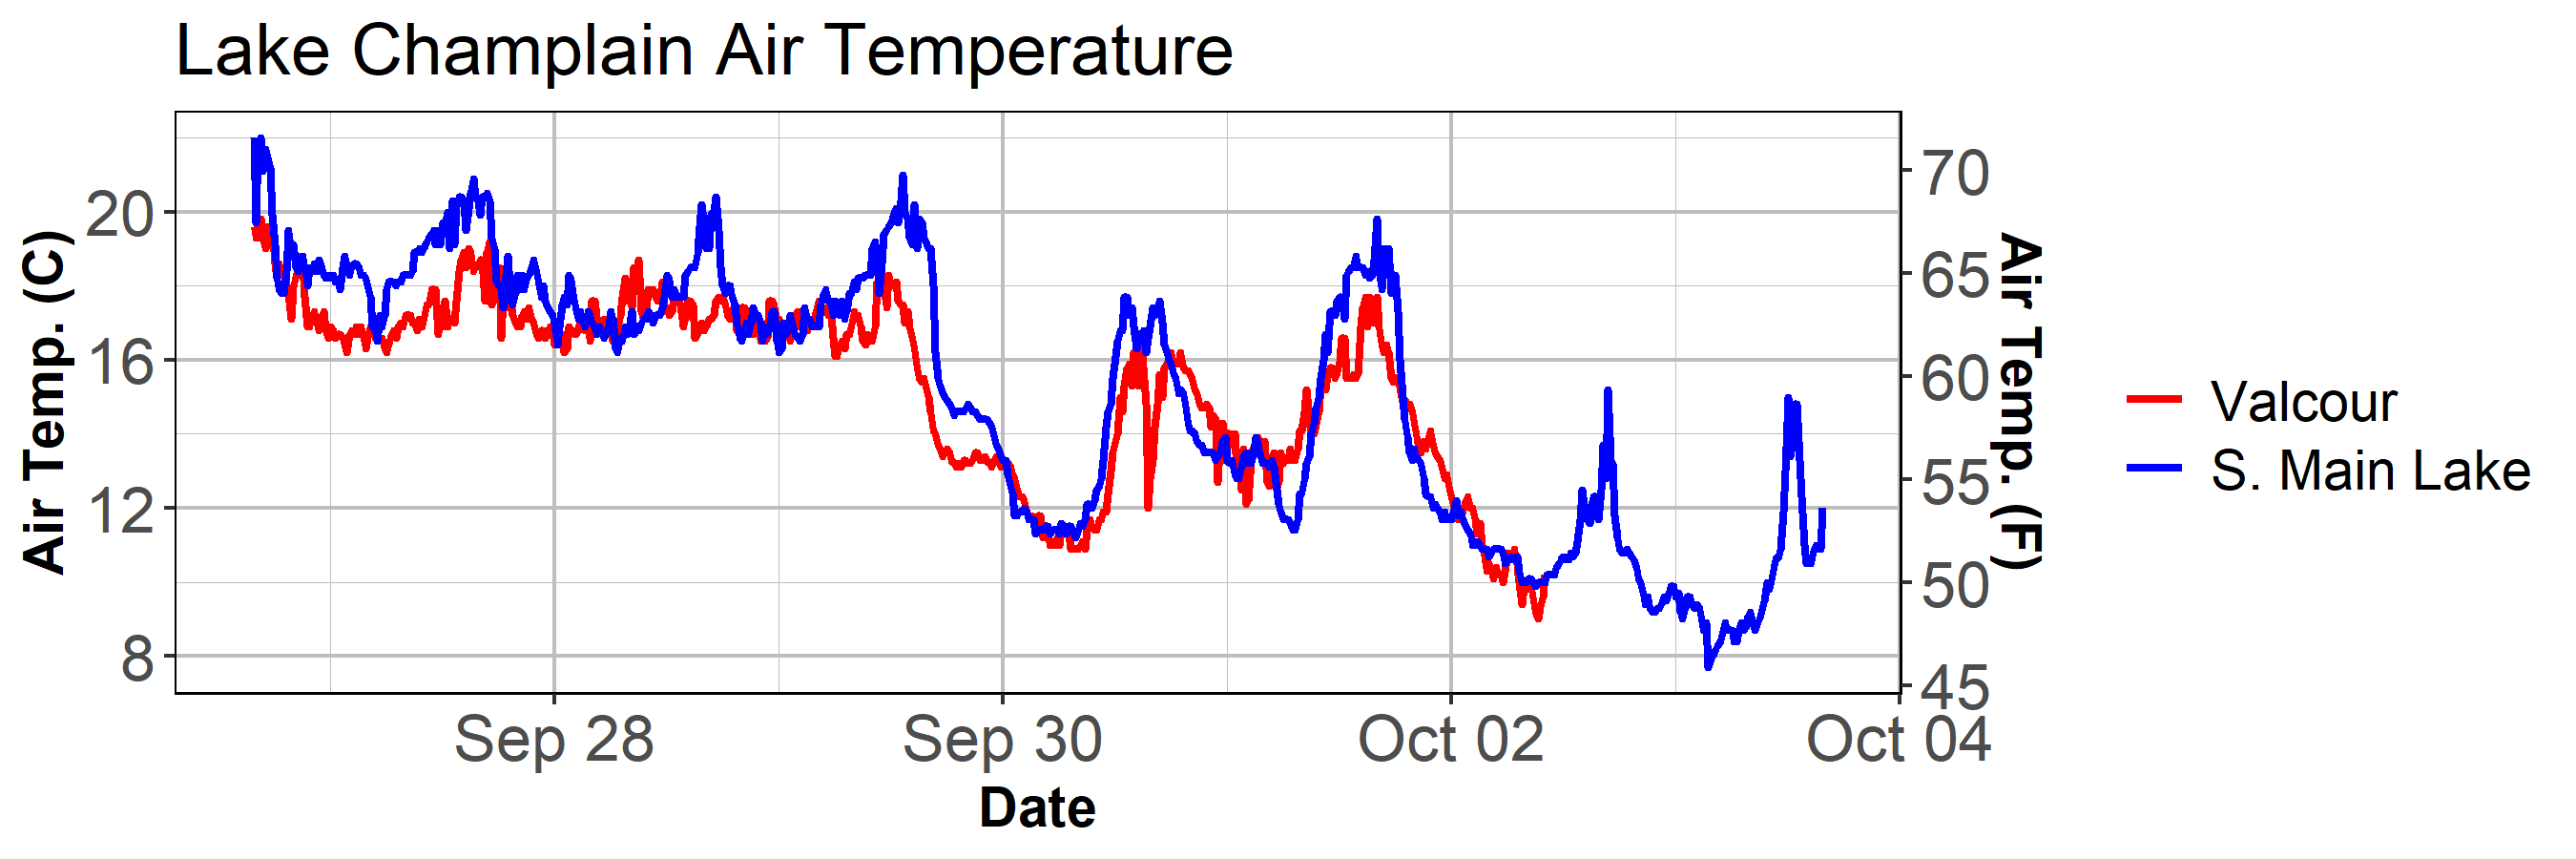 Lake Champlain Air Temperature
Air Temp. (C)
20
16
12
8
70
65
60
55
50
45
Air Temp. (F)
Sep 28
Sep 30
Oct 02
Oct 04
Date
Valcour
S. Main Lake